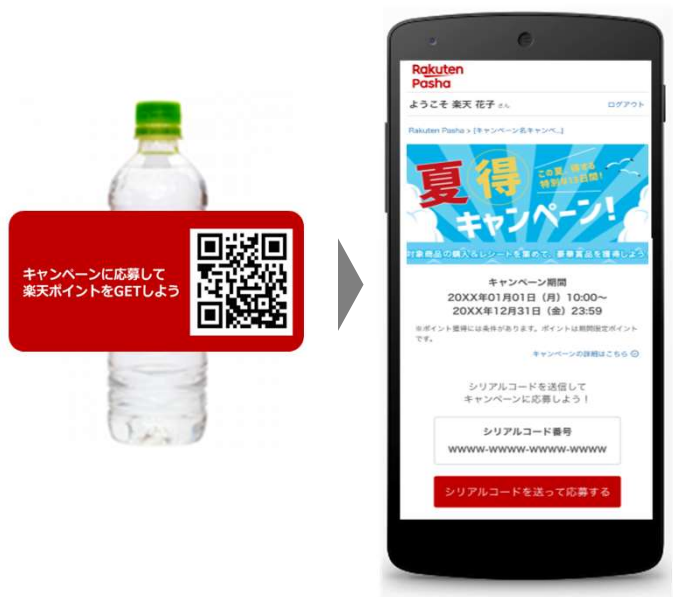 キャンペーンに応募して
楽天ポイントをGETしよう
Rakuten
Pasha
ようこそ 楽天 花子 さん
ログアウト
Rakuten Pasha > [キャンペーン名キャンペ...]
夏得
この夏、得する
キャンペーン!
対象商品の購入&レシートを集めて、豪華賞品を獲得しよう
キャンペーン期間
20XX年01月01日(月)10:00〜
20XX年12月31日(金)23:59
※ポイント獲得には条件があります。ポイントは期間限定ポイント
です。
キャンペーンの詳細はこちら
シリアルコードを送信して
キャンペーンに応募しよう!
シリアルコード番号
WWWW-WWWW-WWWW-WWWW
シリアルコードを送って応募する